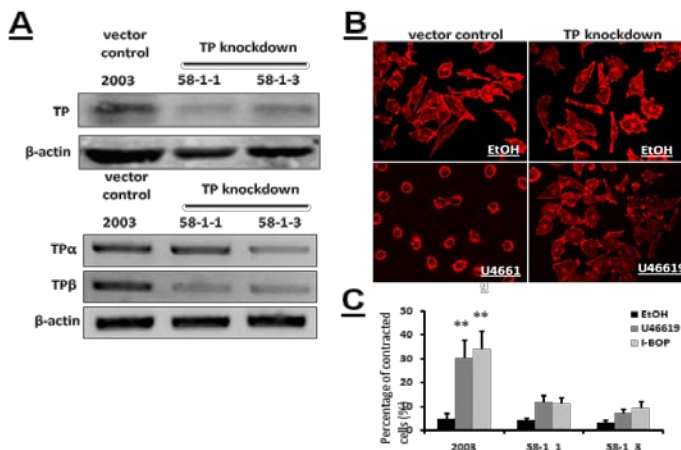 A
vector control
TP knockdown
2003 58-1-1 58-1-3
TP
β-actin
vector control
TP knockdown
2003 58-1-1 58-1-3
TPα
TPβ
β-actin
B
vector control TP knockdown
EtOH EtOH
U4661
9
U46619
C
Percentage of contracted cells (%)
50
40
30
20
10
0
** **
EtOH
U46619
I-BOP
2003 58-1_1 58-1_3